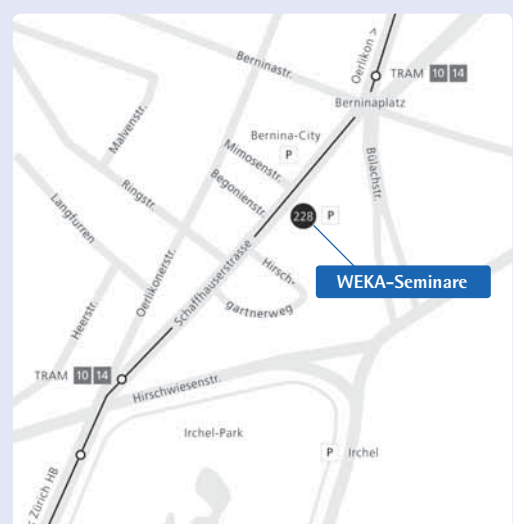 Oerlikon >
Berninastr.
TRAM 10 14
Berninaplatz
Malvenstr.
Bernina-City
P
Mimosenstr.
Bülachstr.
Ringstr.
Begonienstr.
Langfurren
228 P
WEKA-Seminare
Oerlikonerstr.
Schaffhauserstrasse
Hirsch-
gartnerweg
Heerstr.
TRAM 10 14
Hirschwiesenstr.
Irchel-Park
P Irchel
Zürich HB